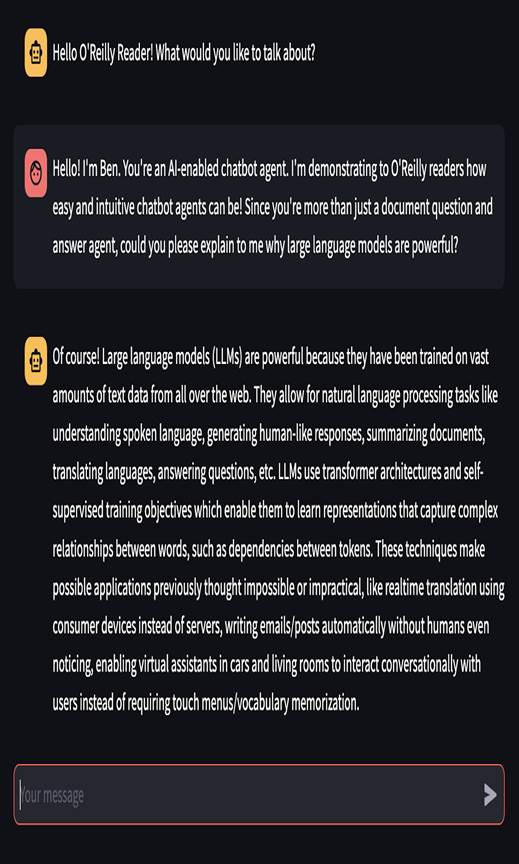 Hello O'Reilly Reader! What would you like to talk about?
Hello! I'm Ben. You're an AI-enabled chatbot agent. I'm demonstrating to O'Reilly readers how
easy and intuitive chatbot agents can be! Since you're more than just a document question and
answer agent, could you please explain to me why large language models are powerful?
Of course! Large language models (LLMs) are powerful because they have been trained on vast
amounts of text data from all over the web. They allow for natural language processing tasks like
understanding spoken language, generating human-like responses, summarizing documents,
translating languages, answering questions, etc. LLMs use transformer architectures and self-
supervised training objectives which enable them to learn representations that capture complex
relationships between words, such as dependencies between tokens. These techniques make
possible applications previously thought impossible or impractical, like realtime translation using
consumer devices instead of servers, writing emails/posts automatically without humans even
noticing, enabling virtual assistants in cars and living rooms to interact conversationally with
users instead of requiring touch menus/vocabulary memorization.
Your message